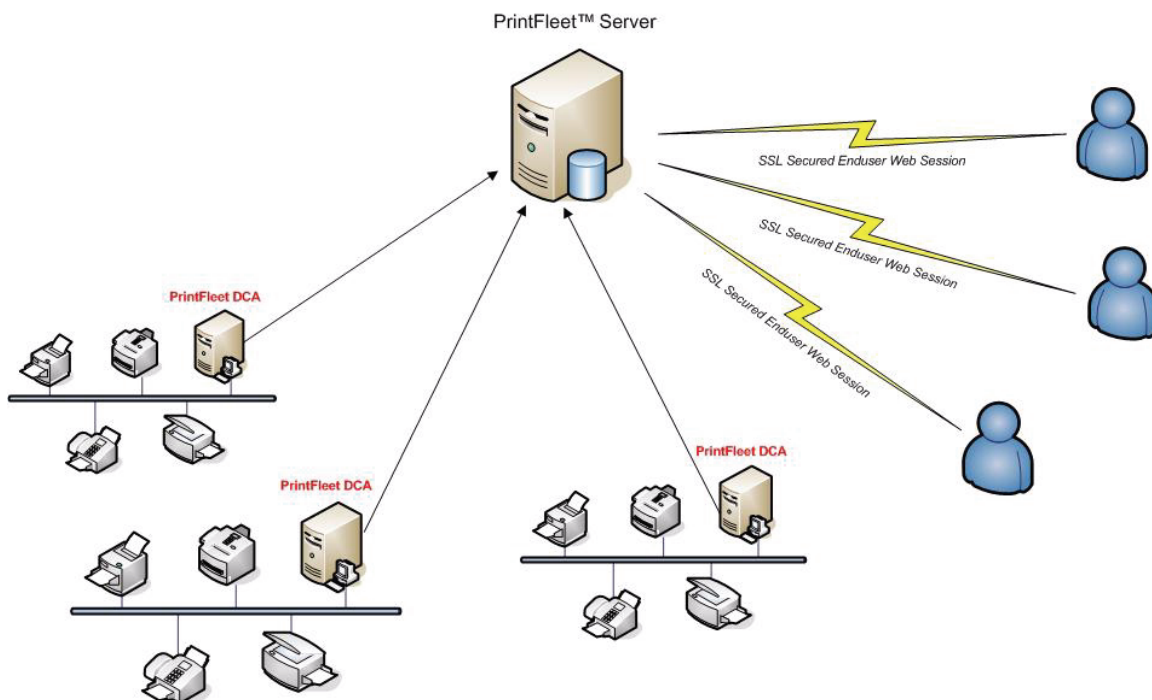 PrintFleet™ Server
SSL Secured Enduser Web Session
SSL Secured Enduser Web Session
SSL Secured Enduser Web Session
PrintFleet DCA
PrintFleet DCA
PrintFleet DCA